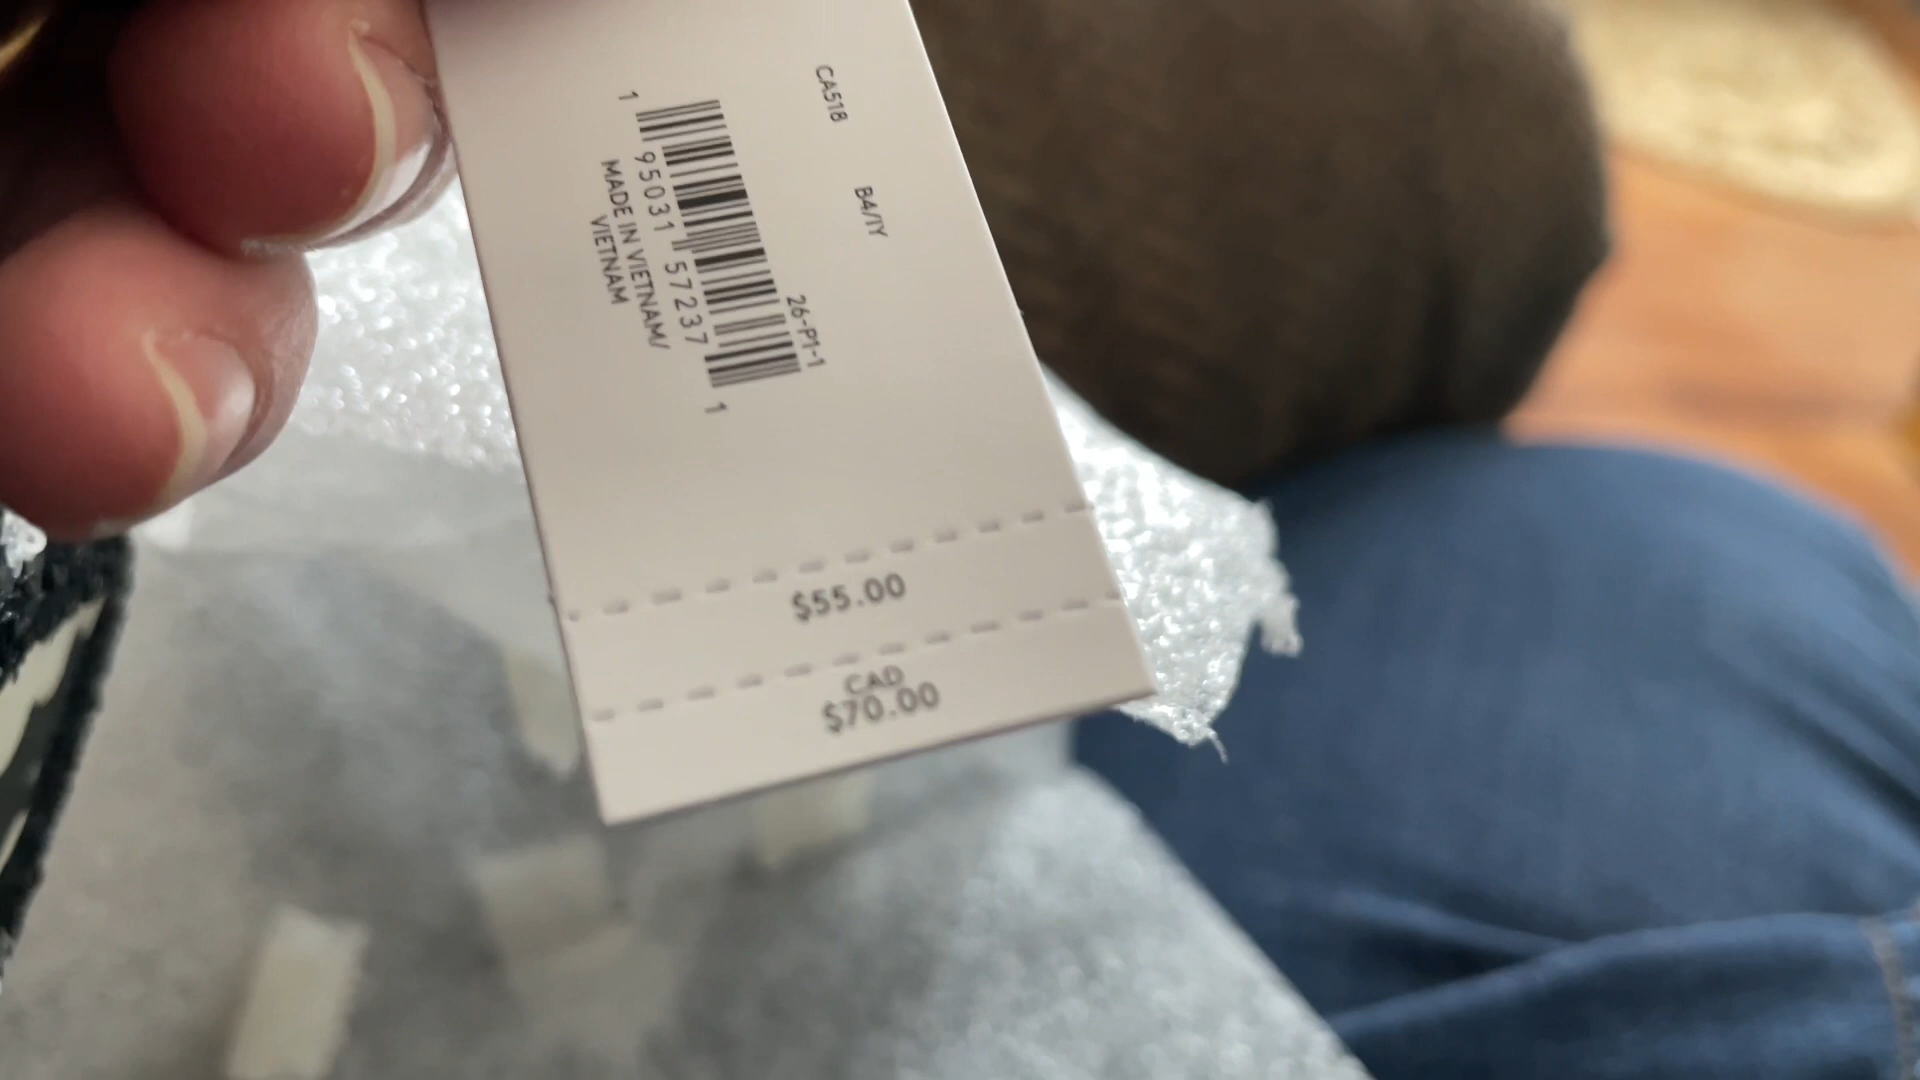 CA518
B4/IY
26-P1-1
1 95031 57237 1
MADE IN VIETNAM/
VIETNAM
$55.00
CAD
$70.00